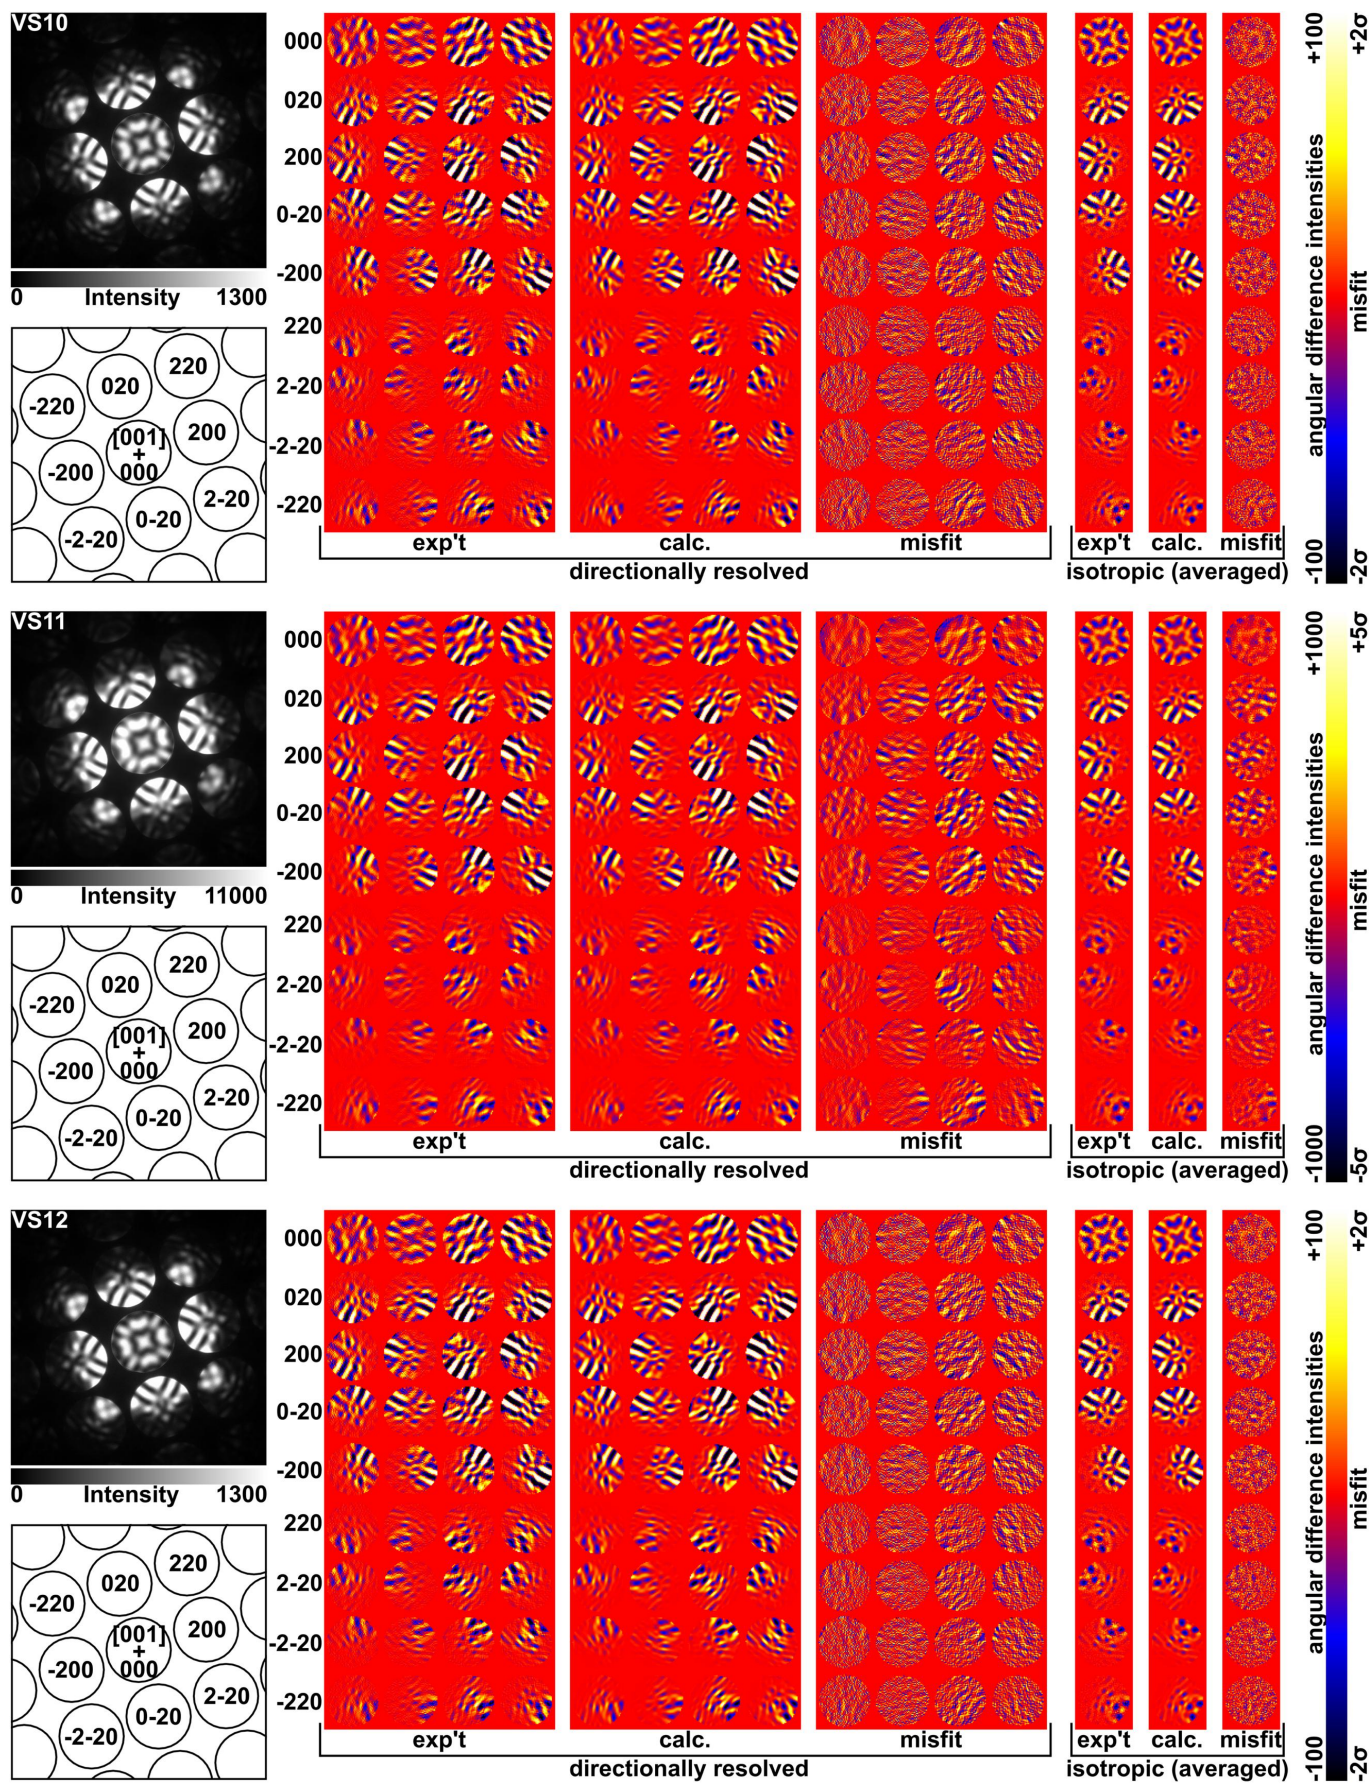 VS10
0 Intensity 1300
220
020
-220
[001]
+
000
200
-200
2-20
0-20
-2-20
000
020
200
0-20
-200
220
2-20
-2-20
-220
exp't calc. misfit
directionally resolved
exp't calc. misfit
isotropic (averaged)
-100 angular difference intensities +100
-2σ misfit +2σ
VS11
0 Intensity 11000
220
020
-220
[001]
+
000
200
-200
2-20
0-20
-2-20
000
020
200
0-20
-200
220
2-20
-2-20
-220
exp't calc. misfit
directionally resolved
exp't calc. misfit
isotropic (averaged)
-1000 angular difference intensities +1000
-5σ misfit +5σ
VS12
0 Intensity 1300
220
020
-220
[001]
+
000
200
-200
2-20
0-20
-2-20
000
020
200
0-20
-200
220
2-20
-2-20
-220
exp't calc. misfit
directionally resolved
exp't calc. misfit
isotropic (averaged)
-100 angular difference intensities +100
-2σ misfit +2σ